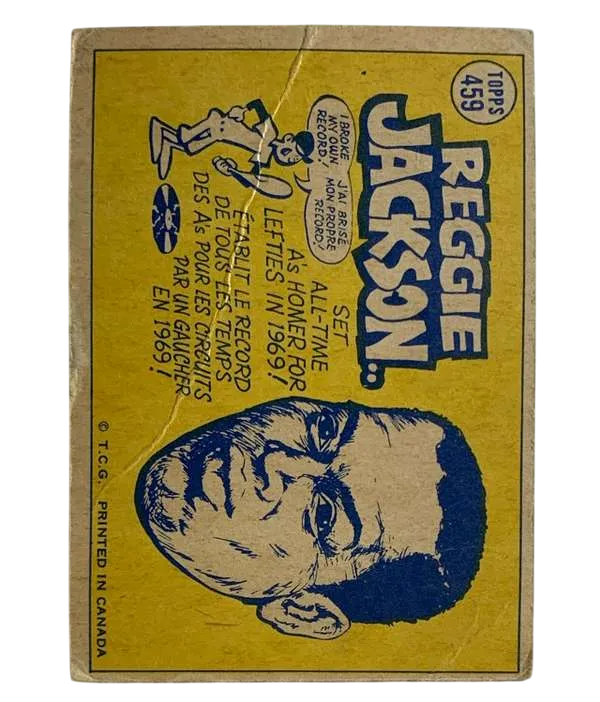 TOPPS
459
REGGIE
JACKSON..
I BROKE
MY OWN
RECORD!
J'AI BRISÉ
MON PROPRE
RECORD!
SET
ALL-TIME
A's HOMER FOR
LEFTIES IN 1969!
ÉTABLIT LE RECORD
DE TOUS LES TEMPS
DES A's POUR LES CIRCUITS
PAR UN GAUCHER
EN 1969!
© T.C.G. PRINTED IN CANADA